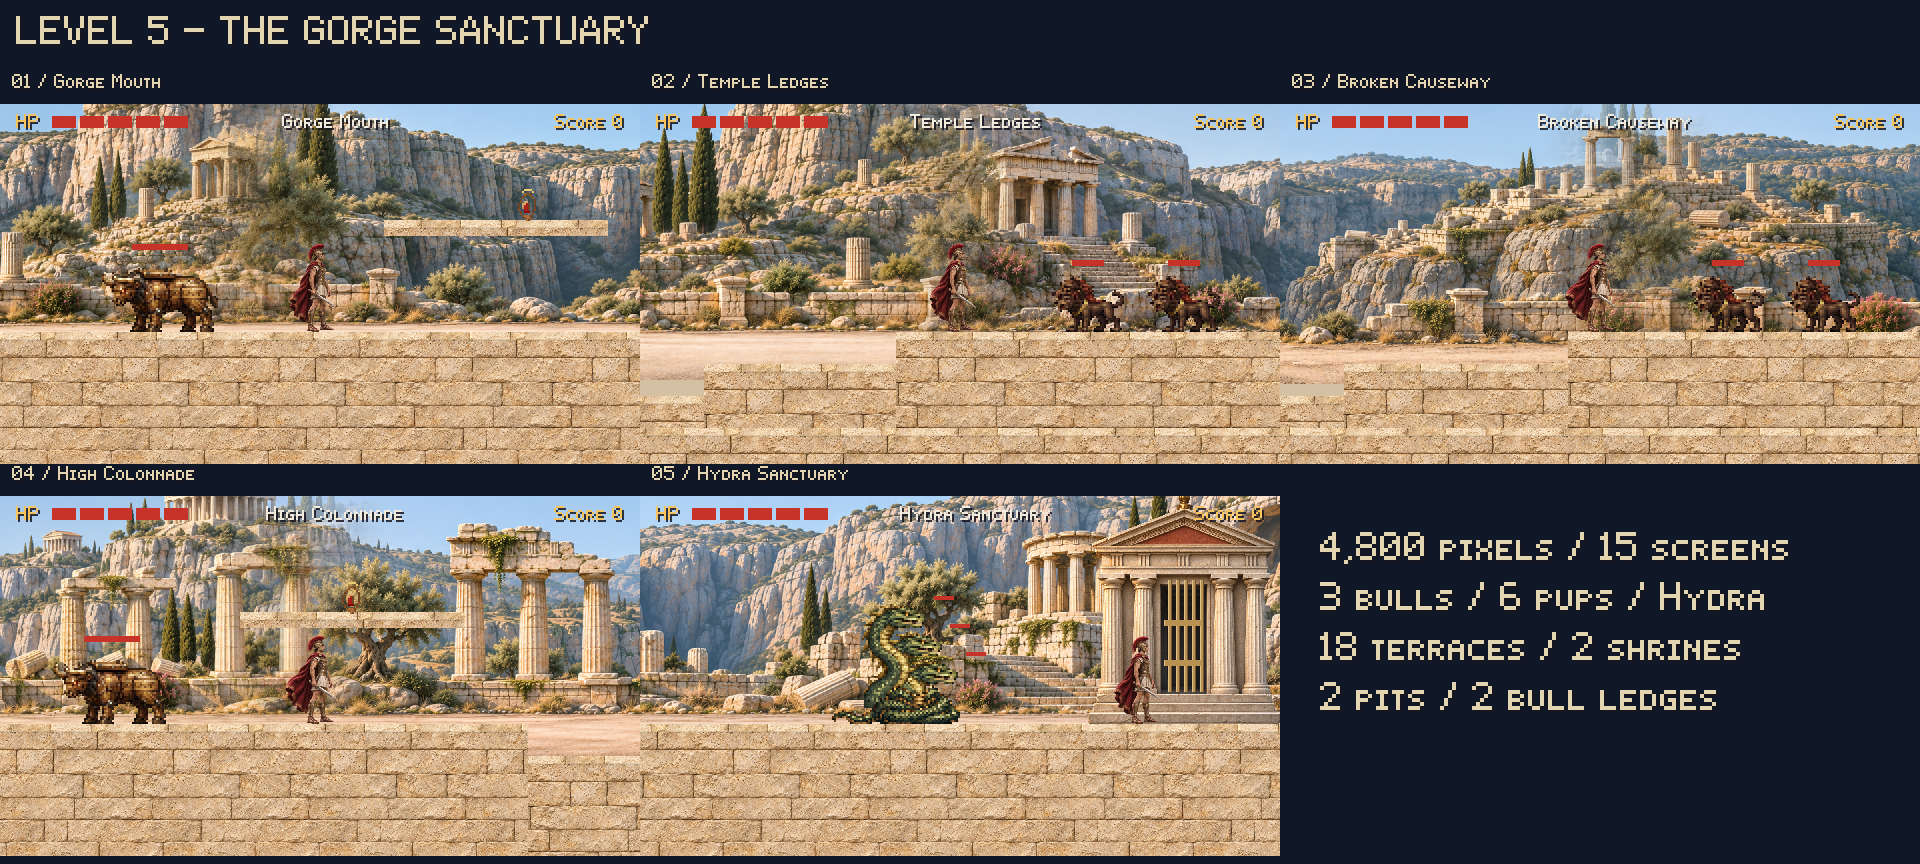 LEVEL 5 – THE GORGE SANCTUARY
01 / Gorge Mouth
02 / Temple Ledges
03 / Broken Causeway
HP Gorge Mouth Score 0
HP Temple Ledges Score 0
HP Broken Causeway Score 0
04 / High Colonnade
05 / Hydra Sanctuary
HP High Colonnade Score 0
HP Hydra Sanctuary Score 0
4,800 pixels / 15 screens
3 bulls / 6 pups / Hydra
18 terraces / 2 shrines
2 pits / 2 bull ledges